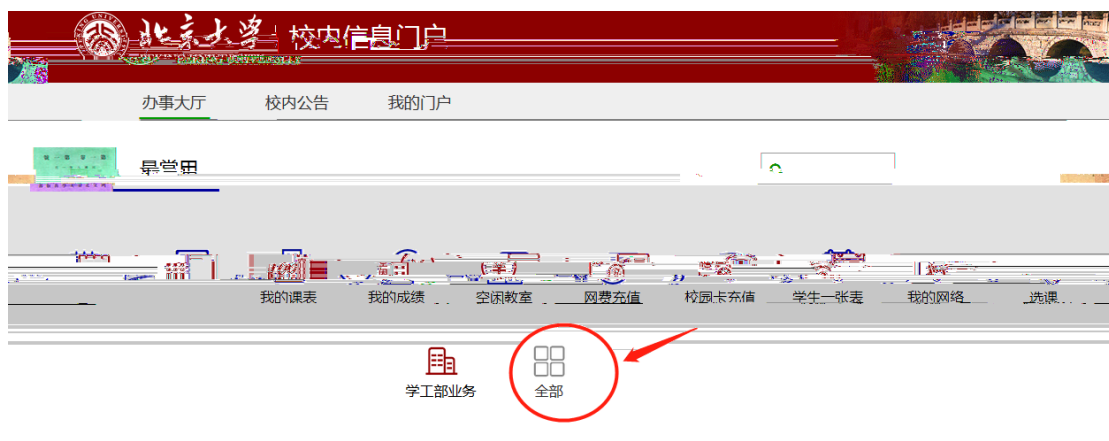 北京大学 校内信息门户
办事大厅 校内公告 我的门户
最常用
我的课表 我的成绩 空闲教室 网费充值 校园卡充值 学生一张表 我的网络 选课
学工部业务 全部